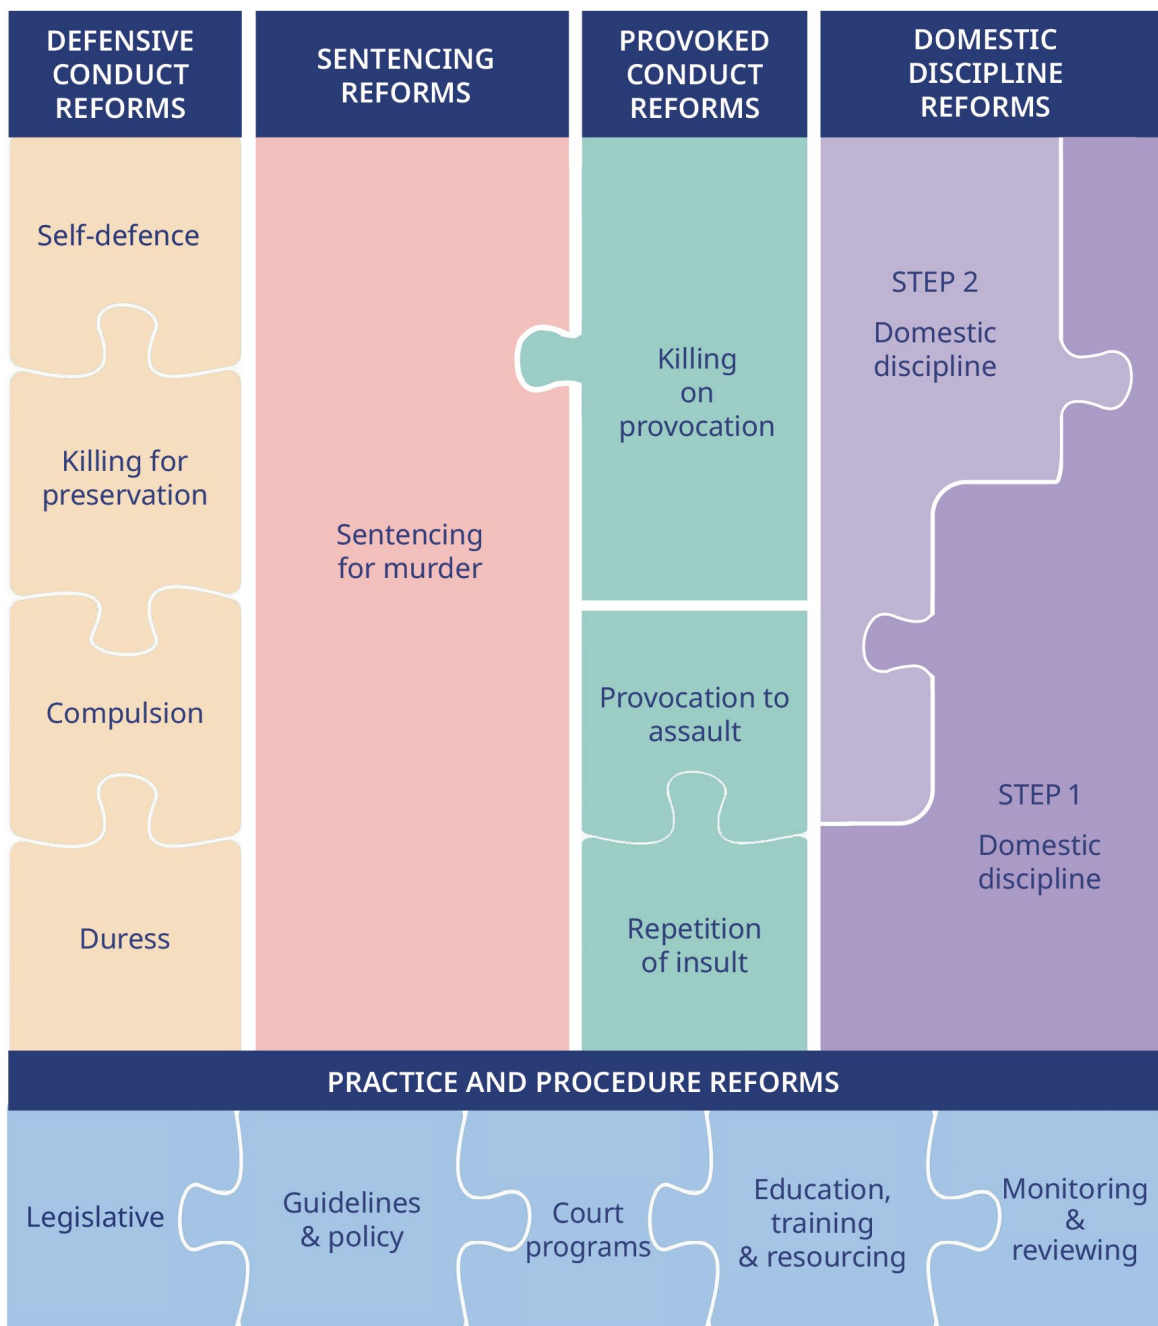 DEFENSIVE
CONDUCT
REFORMS
Self-defence
Killing for
preservation
Compulsion
Duress
SENTENCING
REFORMS
Sentencing
for murder
PROVOKED
CONDUCT
REFORMS
Killing
on
provocation
Provocation to
assault
Repetition
of insult
DOMESTIC
DISCIPLINE
REFORMS
STEP 2
Domestic
discipline
STEP 1
Domestic
discipline
PRACTICE AND PROCEDURE REFORMS
Legislative
Guidelines
& policy
Court
programs
Education,
training
& resourcing
Monitoring
&
reviewing